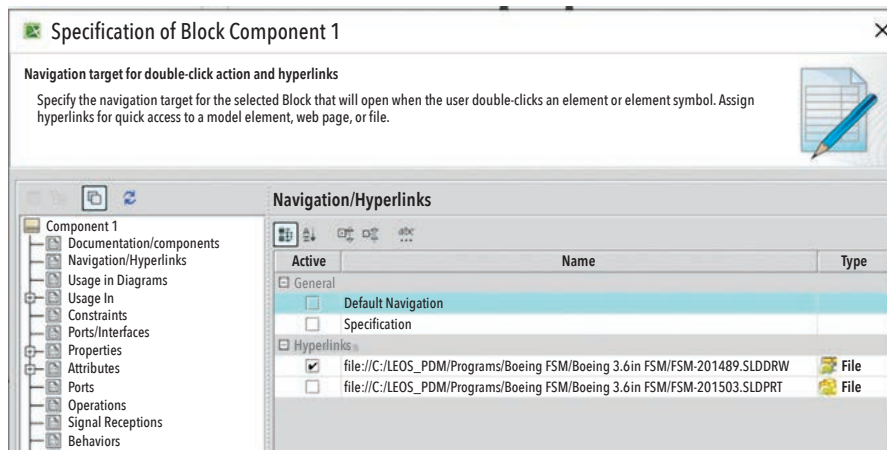 Specification of Block Component 1
Navigation target for double-click action and hyperlinks
Specify the navigation target for the selected Block that will open when the user double-clicks an element or element symbol. Assign
hyperlinks for quick access to a model element, web page, or file.
Navigation/Hyperlinks
Component 1
Documentation/components
Navigation/Hyperlinks
Usage in Diagrams
Usage In
Constraints
Ports/Interfaces
Properties
Attributes
Ports
Operations
Signal Receptions
Behaviors
abc
Active Name Type
General
Default Navigation
Specification
Hyperlinks
file://C:/LEOS_PDM/Programs/Boeing FSM/Boeing 3.6in FSM/FSM-201489.SLDDRW File
file://C:/LEOS_PDM/Programs/Boeing FSM/Boeing 3.6in FSM/FSM-201503.SLDPRT File